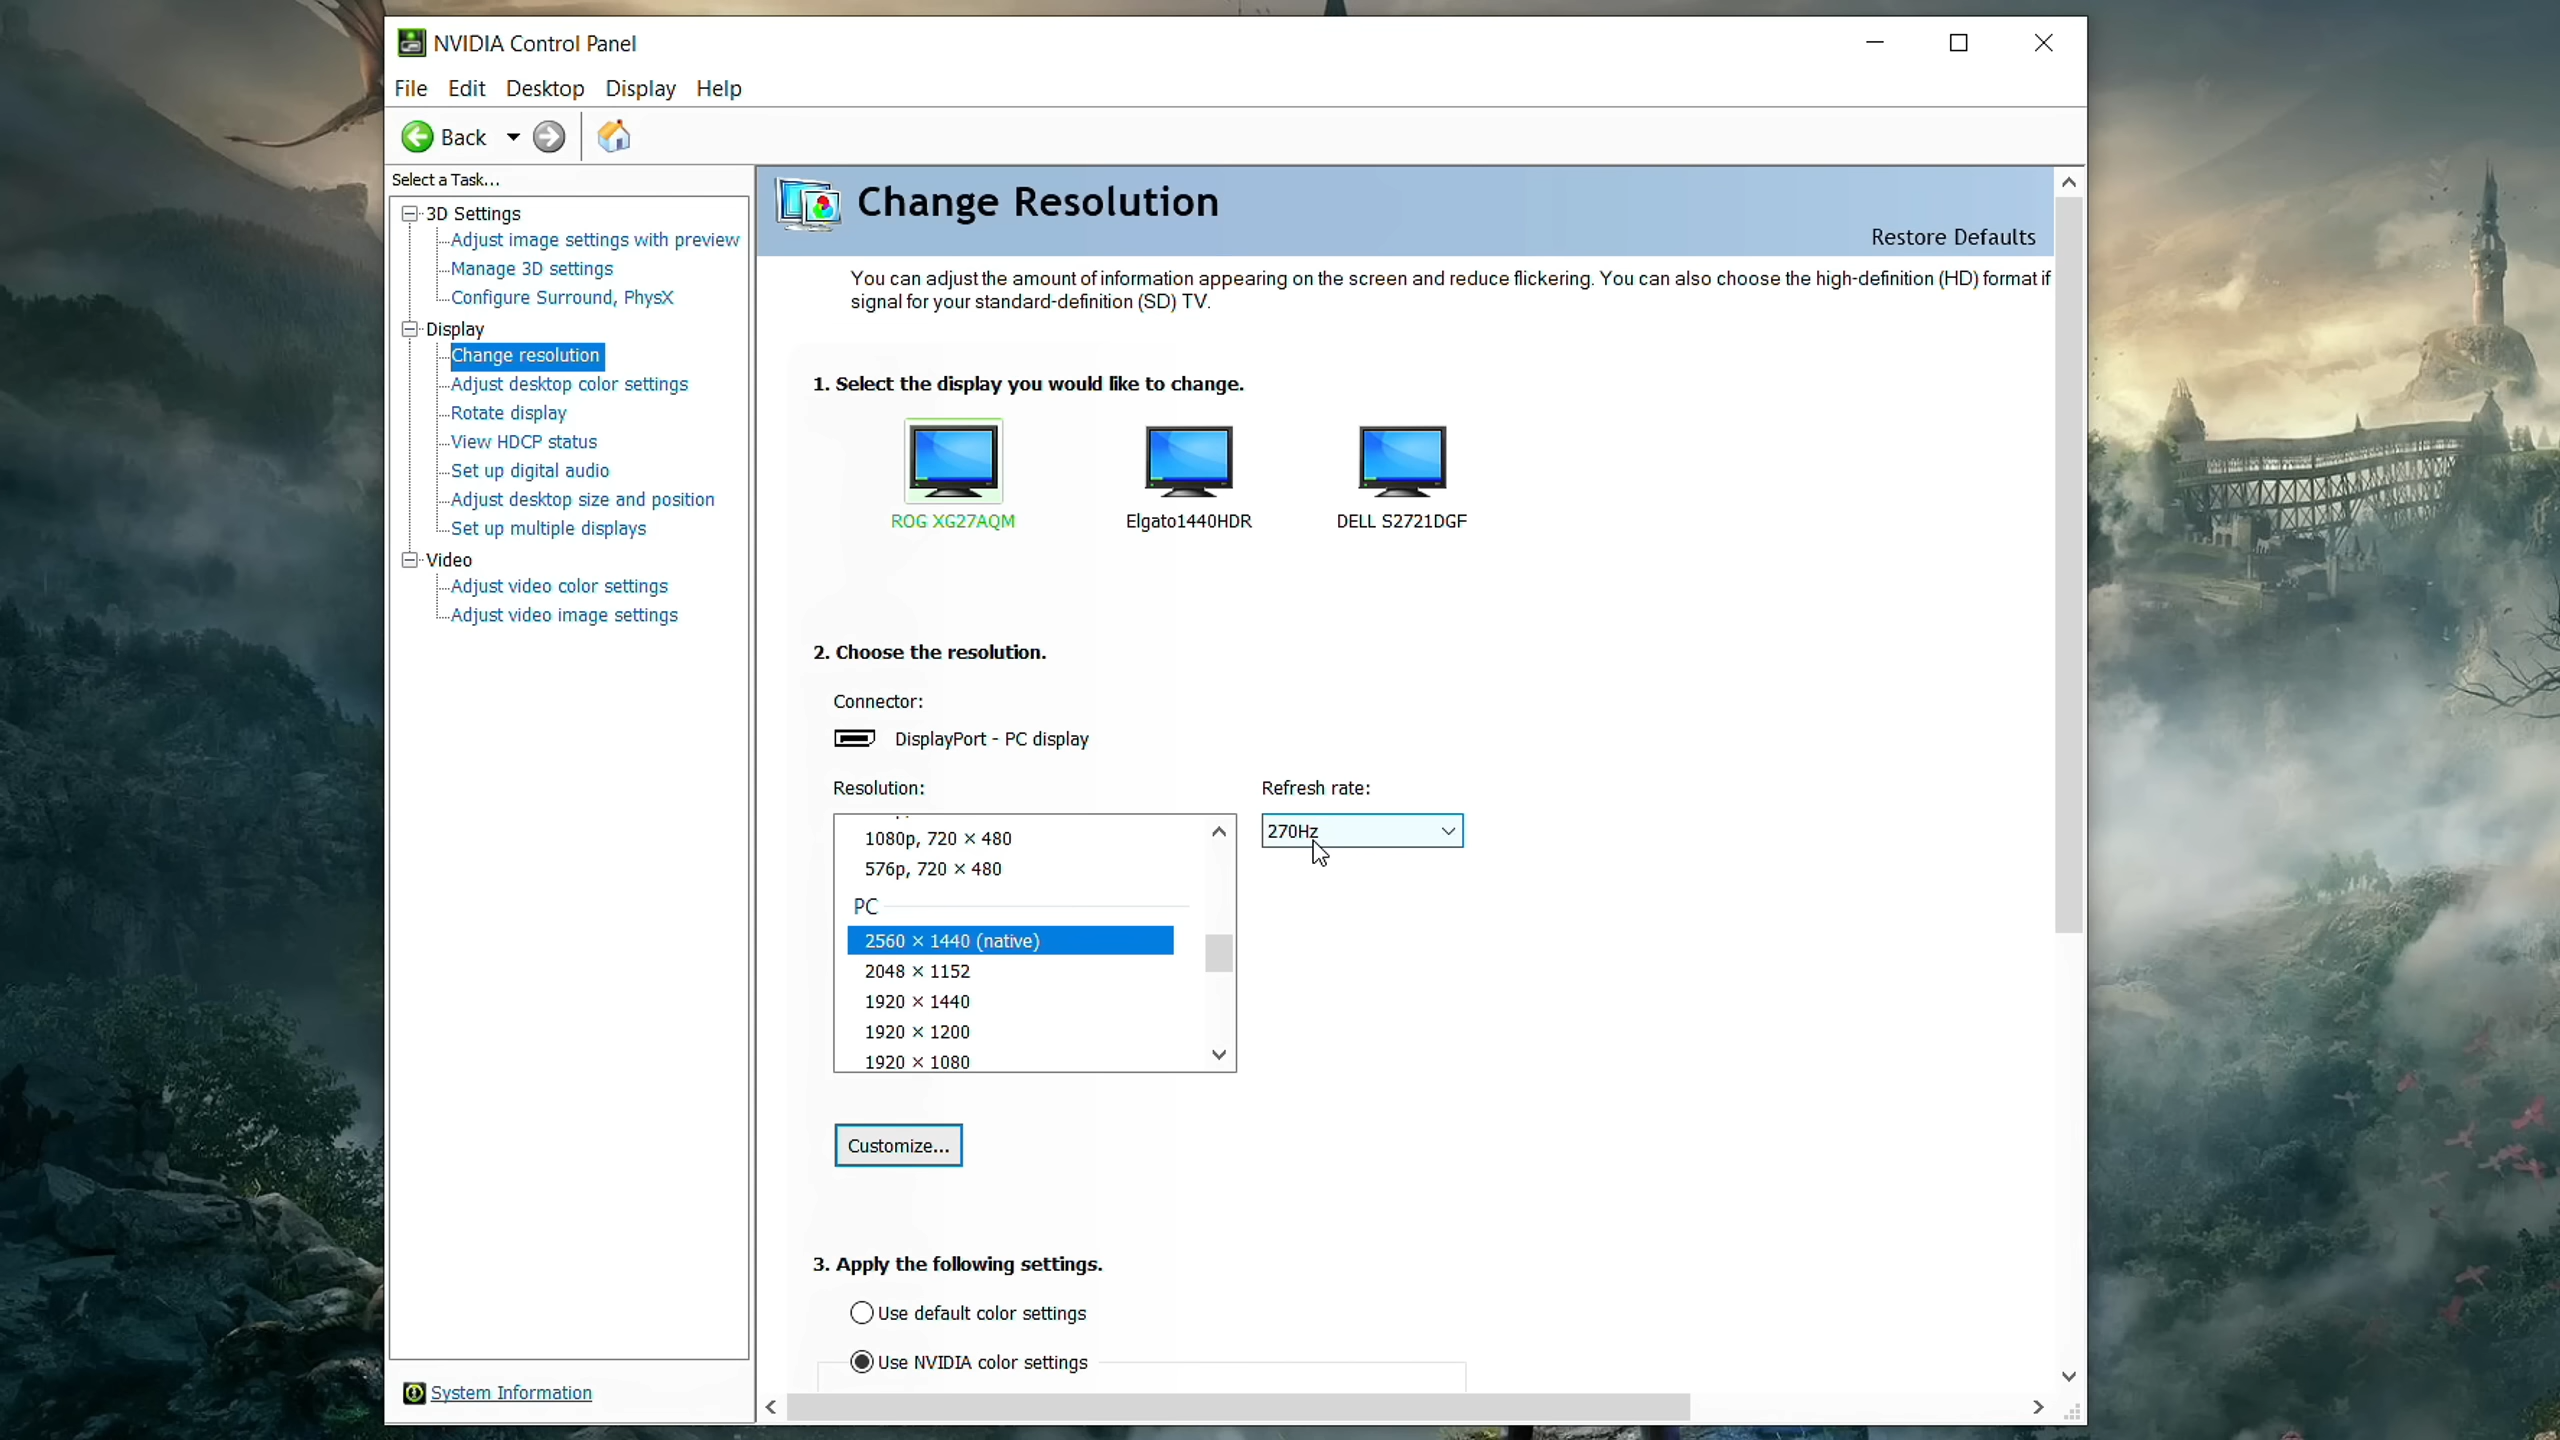 NVIDIA Control Panel
File Edit Desktop Display Help
Back
Select a Task...
3D Settings
Adjust image settings with preview
Manage 3D settings
Configure Surround, PhysX
Display
Change resolution
Adjust desktop color settings
Rotate display
View HDCP status
Set up digital audio
Adjust desktop size and position
Set up multiple displays
Video
Adjust video color settings
Adjust video image settings
System Information
Change Resolution
Restore Defaults
You can adjust the amount of information appearing on the screen and reduce flickering. You can also choose the high-definition (HD) format if
signal for your standard-definition (SD) TV.
1. Select the display you would like to change.
ROG XG27AQM Elgato1440HDR DELL S2721DGF
2. Choose the resolution.
Connector:
DisplayPort - PC display
Resolution: Refresh rate:
270Hz
1080p, 720 × 480
576p, 720 × 480
PC
2560 × 1440 (native)
2048 × 1152
1920 × 1440
1920 × 1200
1920 × 1080
Customize...
3. Apply the following settings.
Use default color settings
Use NVIDIA color settings